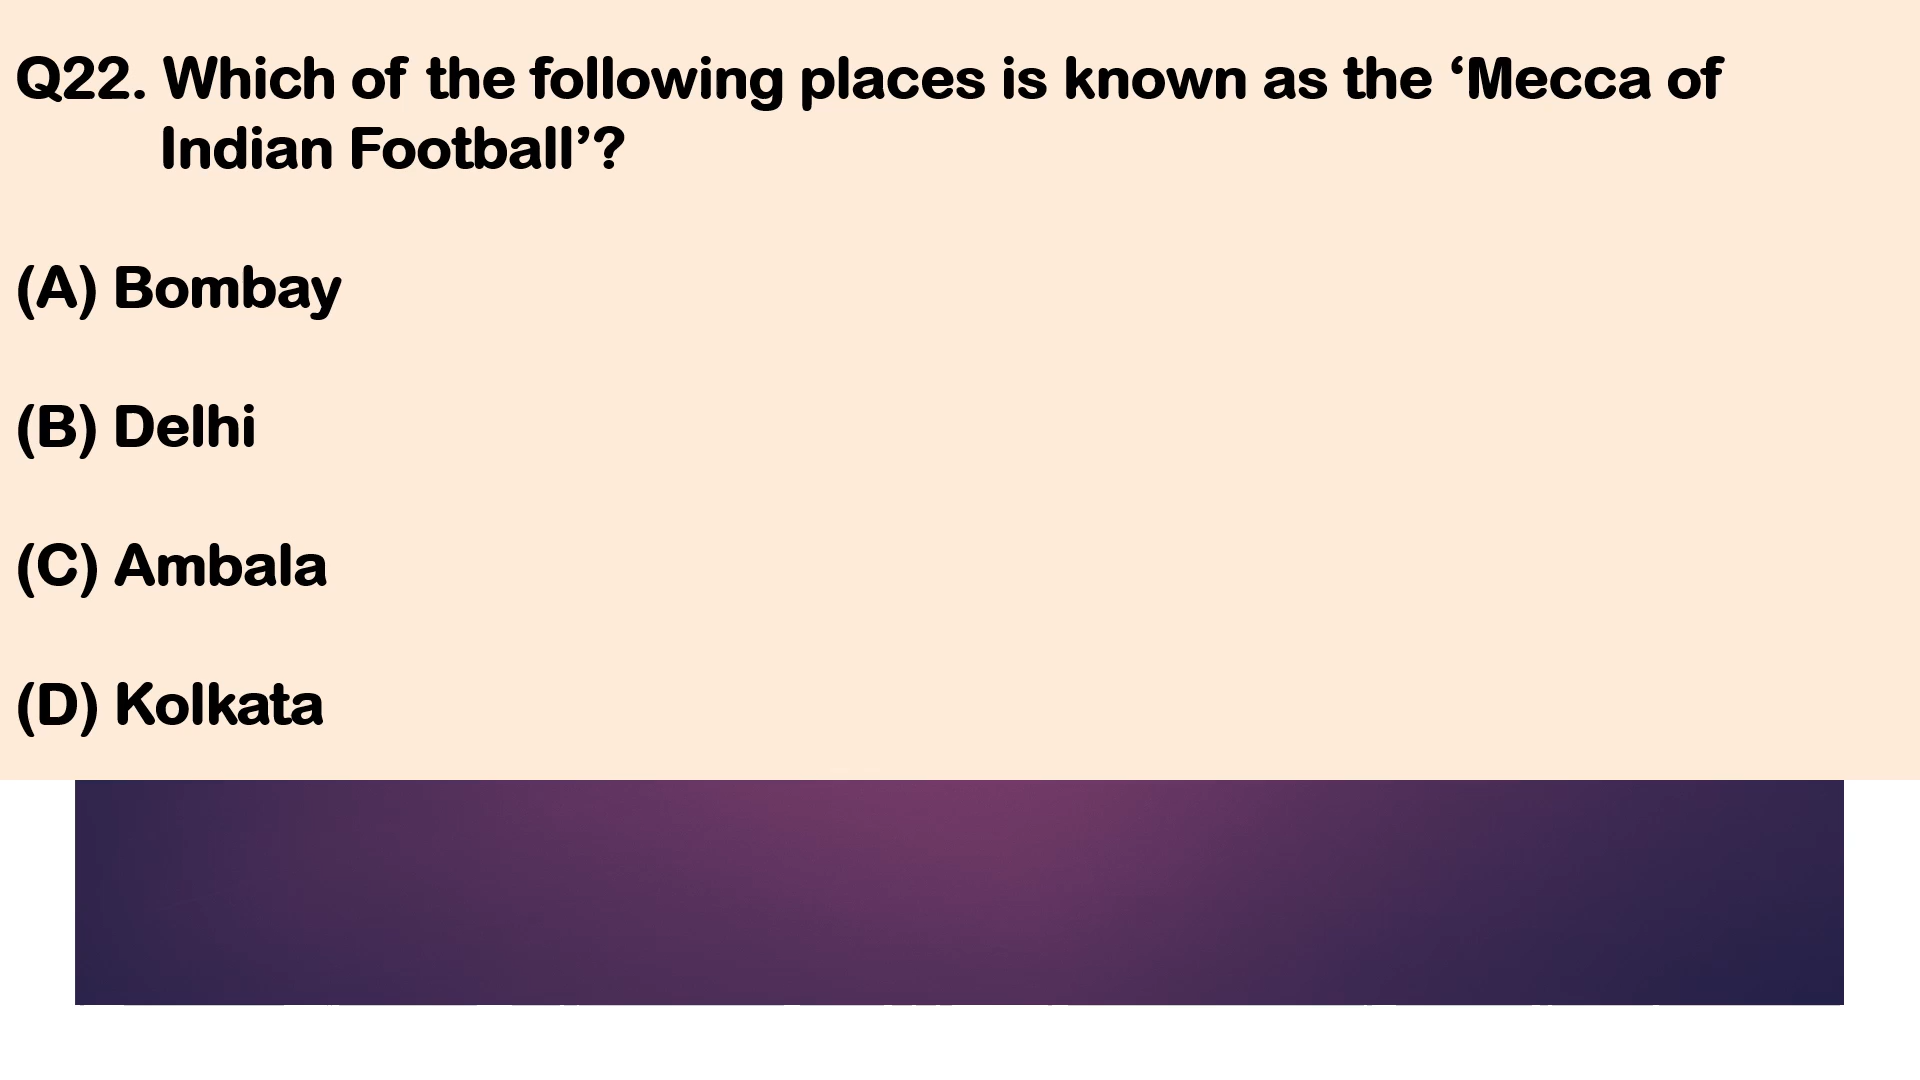 Q22. Which of the following places is known as the ‘Mecca of
Indian Football’?
(A) Bombay
(B) Delhi
(C) Ambala
(D) Kolkata